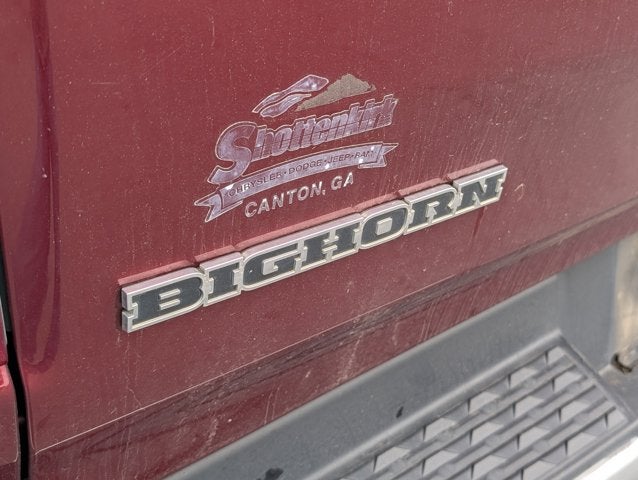 Shottenkirk
CHRYSLER • DODGE • JEEP • RAM
CANTON, GA
BIGHORN